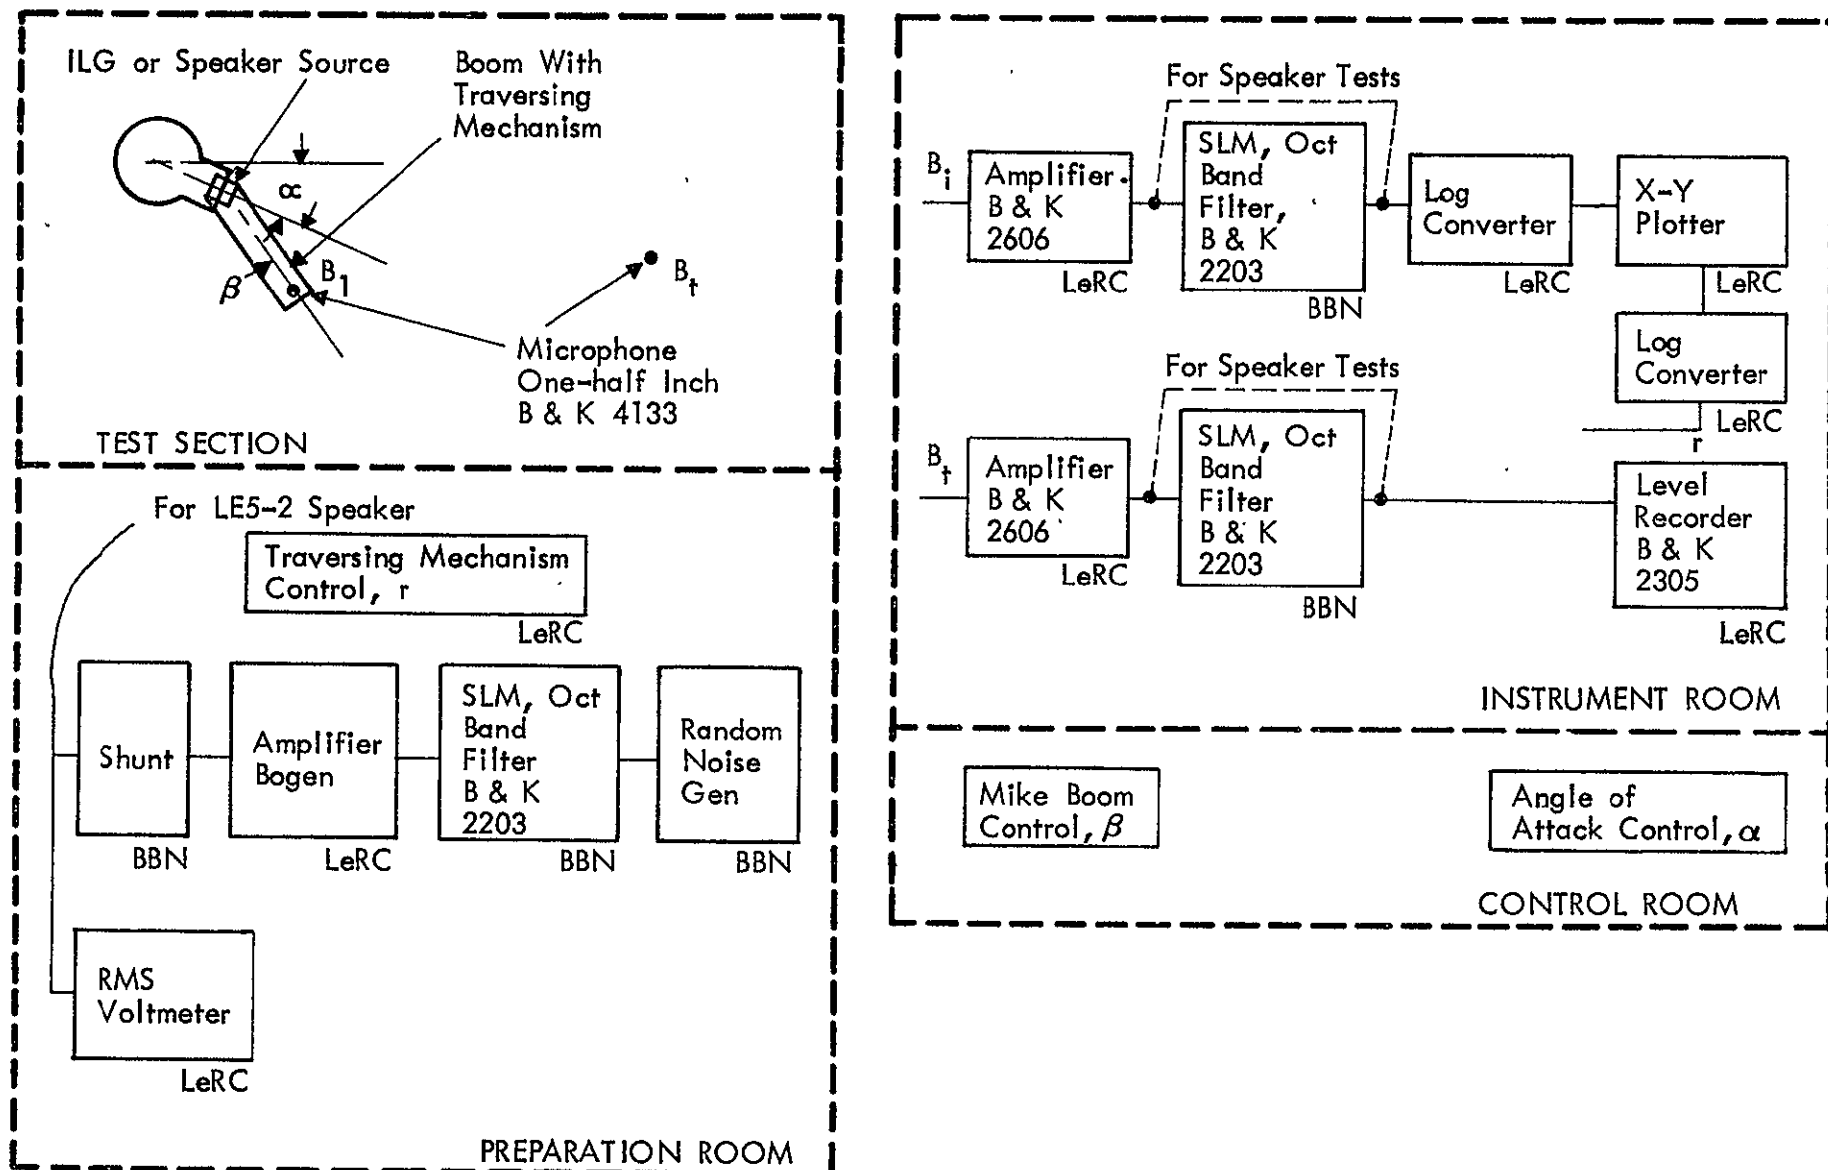 ILG or Speaker Source
Boom With
Traversing
Mechanism
α
β
B1
Bt
Microphone
One-half Inch
B & K 4133
TEST SECTION
For LE5-2 Speaker
Traversing Mechanism
Control, r
LeRC
Shunt
BBN
Amplifier
Bogen
LeRC
SLM, Oct
Band
Filter
B & K
2203
BBN
Random
Noise
Gen
BBN
RMS
Voltmeter
LeRC
PREPARATION ROOM
For Speaker Tests
Bi
Amplifier
B & K
2606
LeRC
SLM, Oct
Band
Filter,
B & K
2203
BBN
Log
Converter
LeRC
X-Y
Plotter
LeRC
Log
Converter
LeRC
r
For Speaker Tests
Bt
Amplifier
B & K
2606
LeRC
SLM, Oct
Band
Filter
B & K
2203
BBN
Level
Recorder
B & K
2305
LeRC
INSTRUMENT ROOM
Mike Boom
Control, β
Angle of
Attack Control, α
CONTROL ROOM